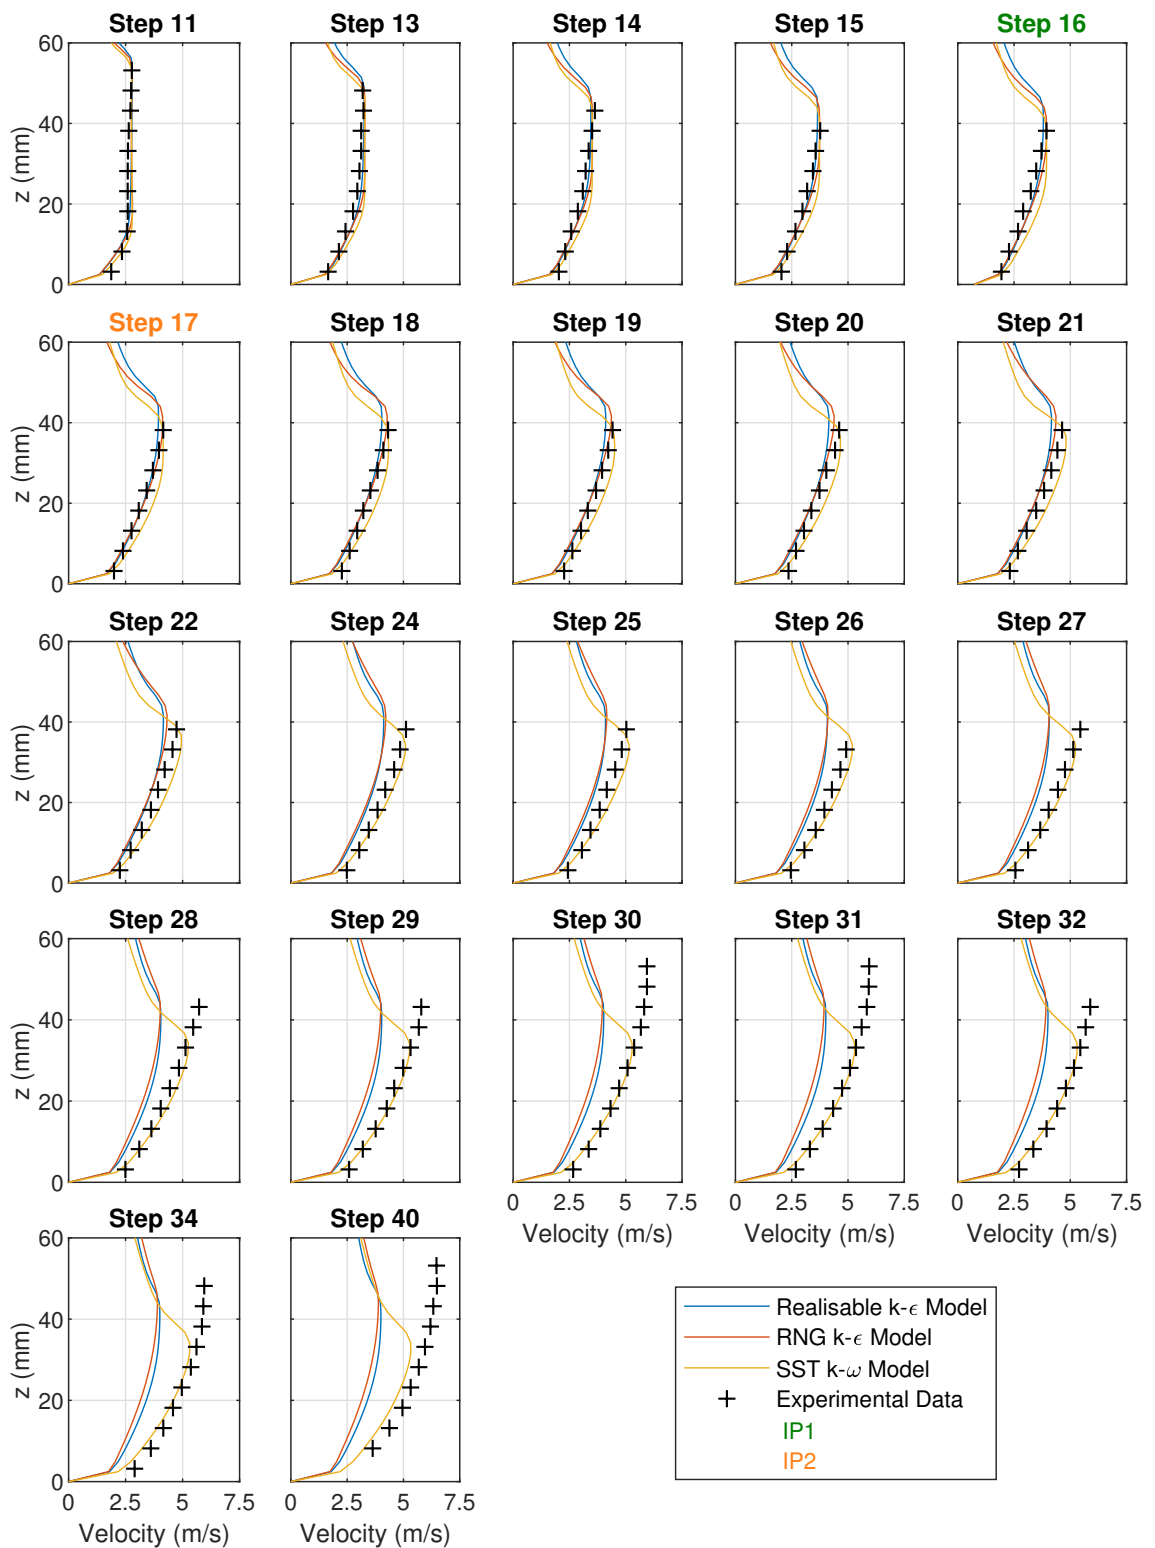 Step 11
Step 13
Step 14
Step 15
Step 16
60
40
20
0
z (mm)
Step 17
Step 18
Step 19
Step 20
Step 21
60
40
20
0
z (mm)
Step 22
Step 24
Step 25
Step 26
Step 27
60
40
20
0
z (mm)
Step 28
Step 29
Step 30
Step 31
Step 32
60
40
20
0
z (mm)
0 2.5 5 7.5
Velocity (m/s)
0 2.5 5 7.5
Velocity (m/s)
0 2.5 5 7.5
Velocity (m/s)
Step 34
Step 40
60
40
20
0
z (mm)
0 2.5 5 7.5
Velocity (m/s)
0 2.5 5 7.5
Velocity (m/s)
Realisable k-ϵ Model
RNG k-ϵ Model
SST k-ω Model
Experimental Data
IP1
IP2